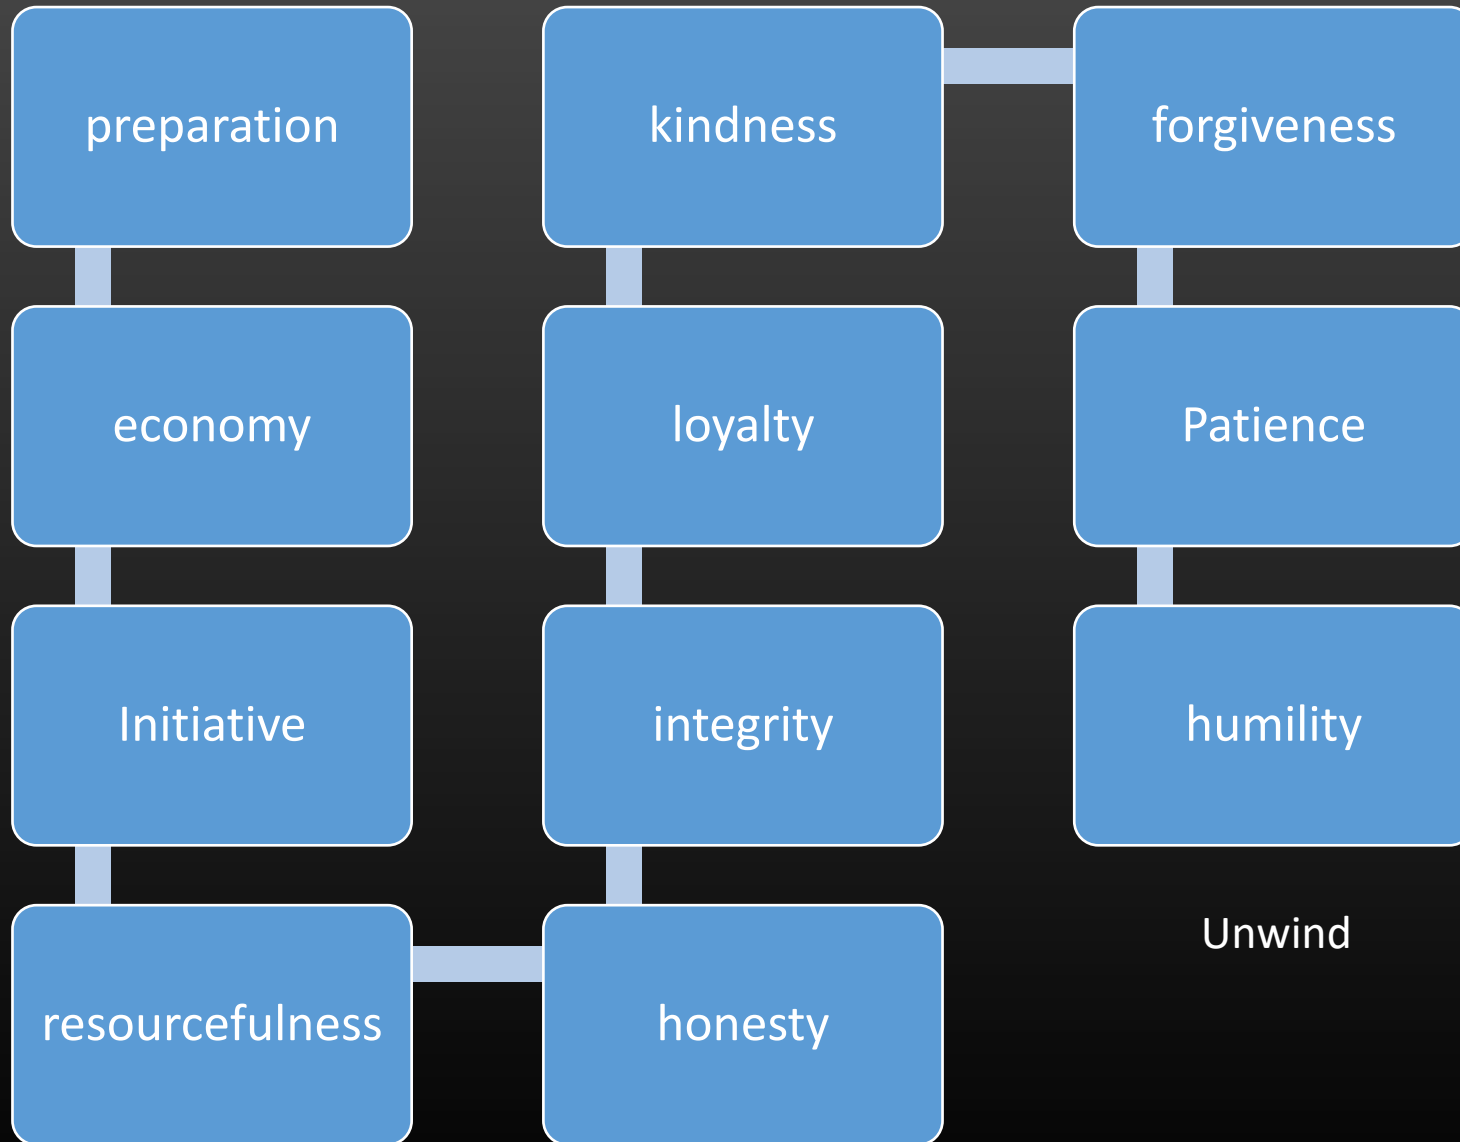 preparation
economy
Initiative
resourcefulness
honesty
integrity
loyalty
kindness
forgiveness
Patience
humility
Unwind